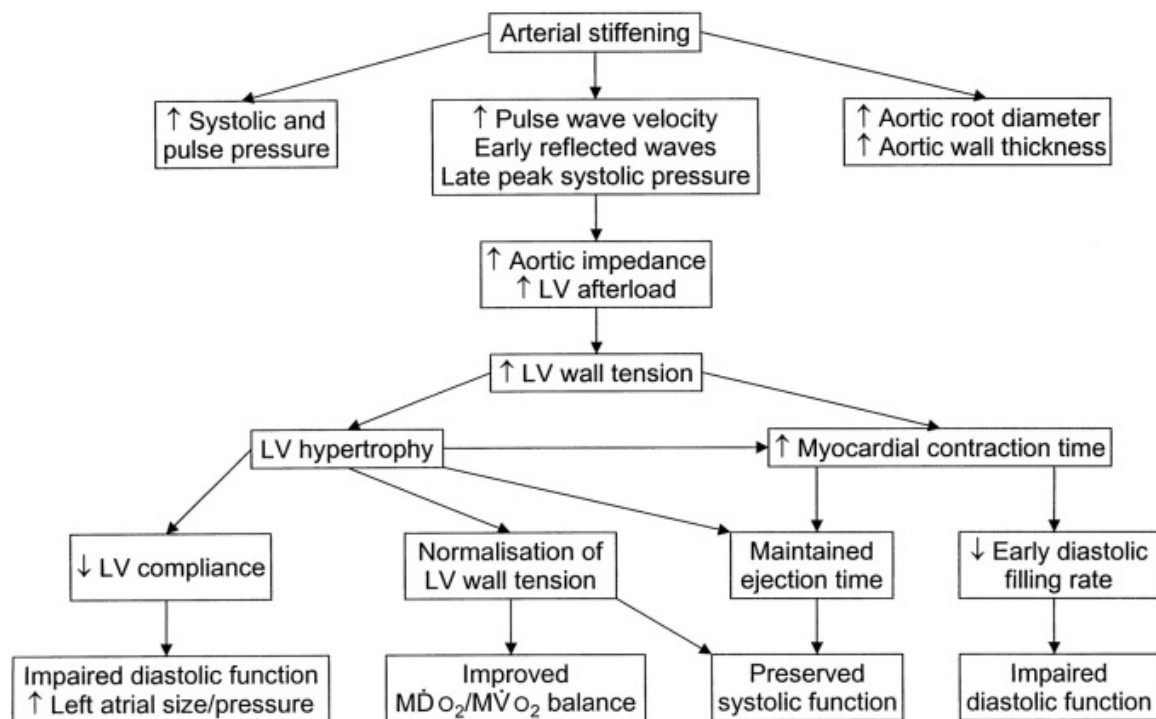 Arterial stiffening
↑ Systolic and
pulse pressure
↑ Pulse wave velocity
Early reflected waves
Late peak systolic pressure
↑ Aortic root diameter
↑ Aortic wall thickness
↑ Aortic impedance
↑ LV afterload
↑ LV wall tension
LV hypertrophy
↑ Myocardial contraction time
↓ LV compliance
Normalisation of
LV wall tension
Maintained
ejection time
↓ Early diastolic
filling rate
Impaired diastolic function
↑ Left atrial size/pressure
Improved
MḊO₂/MV̇O₂ balance
Preserved
systolic function
Impaired
diastolic function